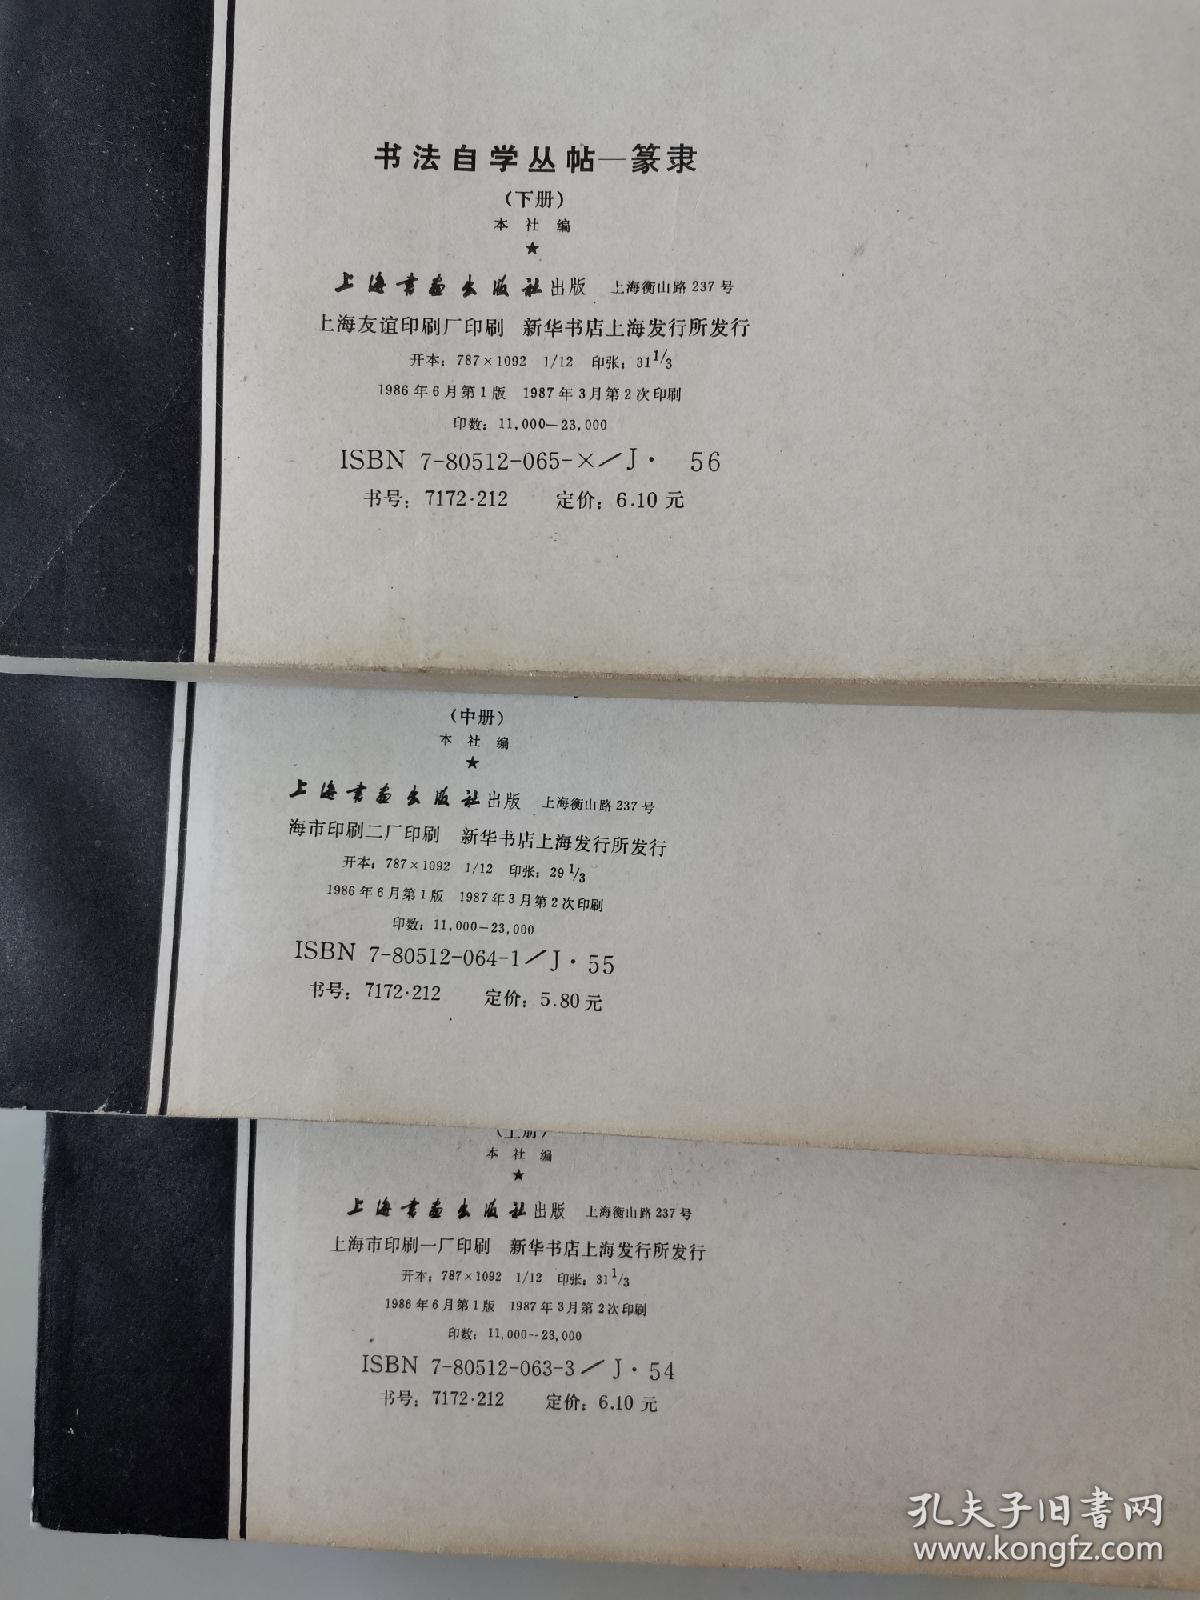 书法自学丛帖—篆隶
（下册）
本社编
★
上海书画出版社出版 上海衡山路237号
上海友谊印刷厂印刷 新华书店上海发行所发行
开本：787×1092 1/12 印张：31 1/3
1986年6月第1版 1987年3月第2次印刷
印数：11,000—23,000
ISBN 7-80512-065-×/J· 56
书号：7172·212 定价：6.10元
（中册）
本社编
★
上海书画出版社出版 上海衡山路237号
海市印刷二厂印刷 新华书店上海发行所发行
开本：787×1092 1/12 印张：29 1/3
1986年6月第1版 1987年3月第2次印刷
印数：11,000—23,000
ISBN 7-80512-064-1/J·55
书号：7172·212 定价：5.80元
（上册）
本社编
★
上海书画出版社出版 上海衡山路237号
上海市印刷一厂印刷 新华书店上海发行所发行
开本：787×1092 1/12 印张：31 1/3
1986年6月第1版 1987年3月第2次印刷
印数：11,000—23,000
ISBN 7-80512-063-3/J·54
书号：7172·212 定价：6.10元
孔夫子旧书网
www.kongfz.com